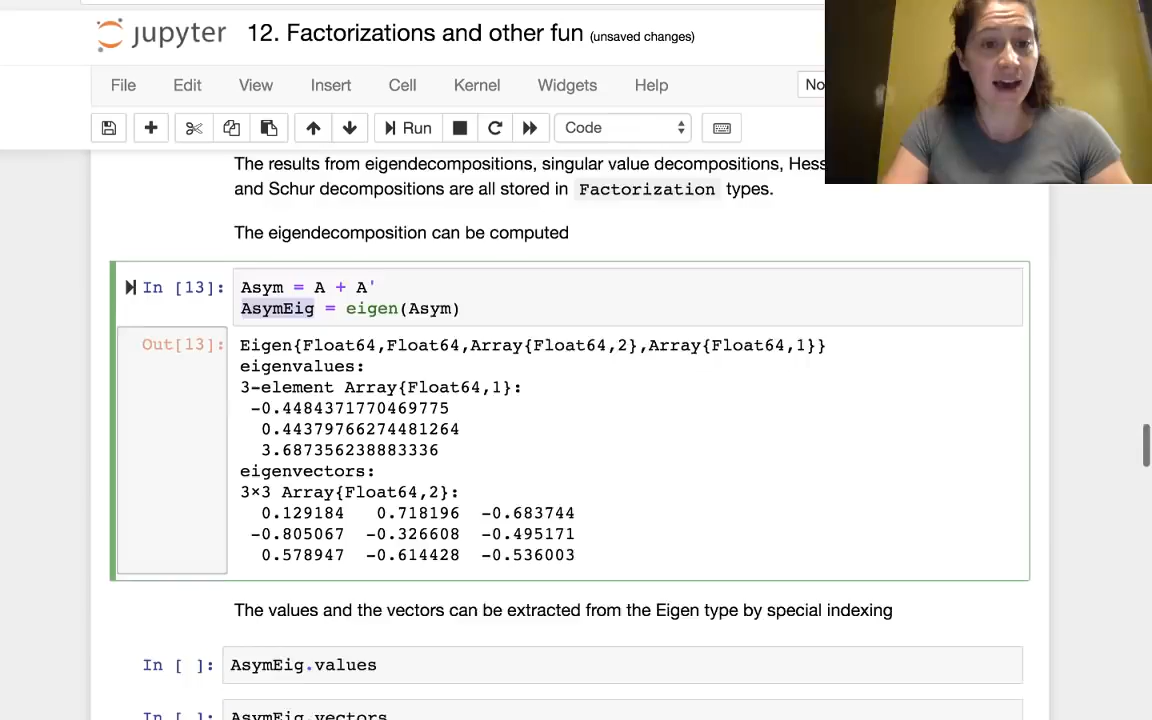 jupyter 12. Factorizations and other fun (unsaved changes)
File Edit View Insert Cell Kernel Widgets Help No
Run Code
The results from eigendecompositions, singular value decompositions, Hess
and Schur decompositions are all stored in Factorization types.
The eigendecomposition can be computed
In [13]: Asym = A + A'
AsymEig = eigen(Asym)
Out[13]: Eigen{Float64,Float64,Array{Float64,2},Array{Float64,1}}
eigenvalues:
3-element Array{Float64,1}:
-0.4484371770469775
0.44379766274481264
3.687356238883336
eigenvectors:
3×3 Array{Float64,2}:
0.129184 0.718196 -0.683744
-0.805067 -0.326608 -0.495171
0.578947 -0.614428 -0.536003
The values and the vectors can be extracted from the Eigen type by special indexing
In [ ]: AsymEig.values
In [ ]: AsymEig.vectors